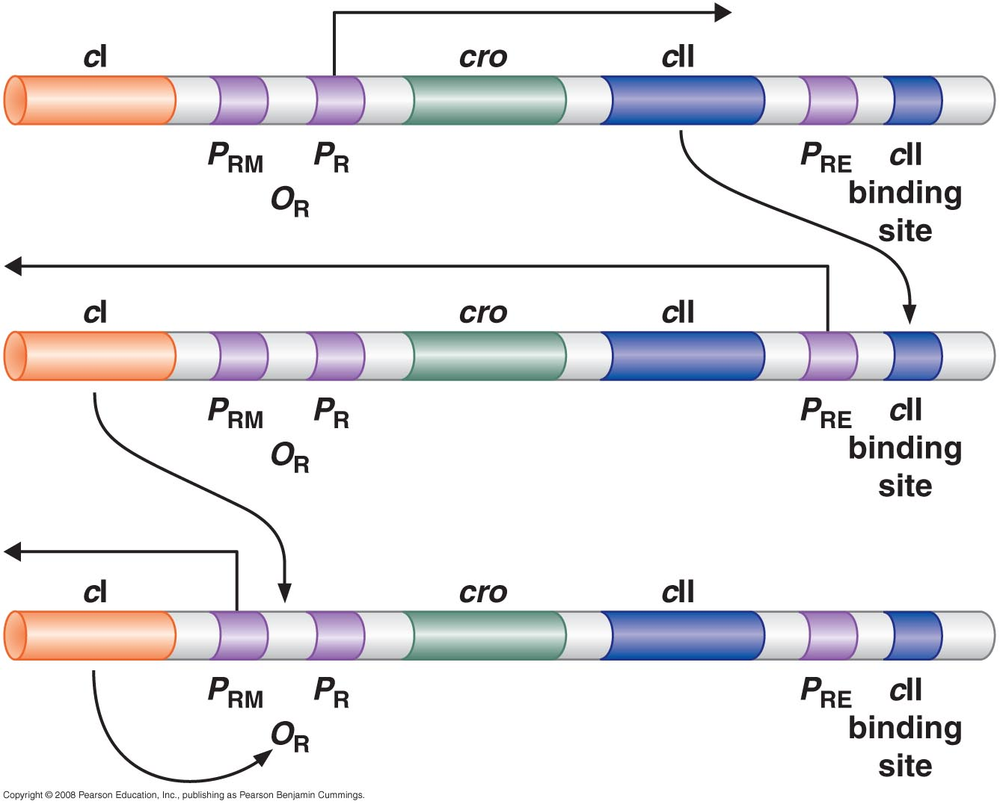 cI cro cII
PRM PR PRE cII
OR binding
site
cI cro cII
PRM PR PRE cII
OR binding
site
cI cro cII
PRM PR PRE cII
OR binding
site
Copyright © 2008 Pearson Education, Inc., publishing as Pearson Benjamin Cummings.